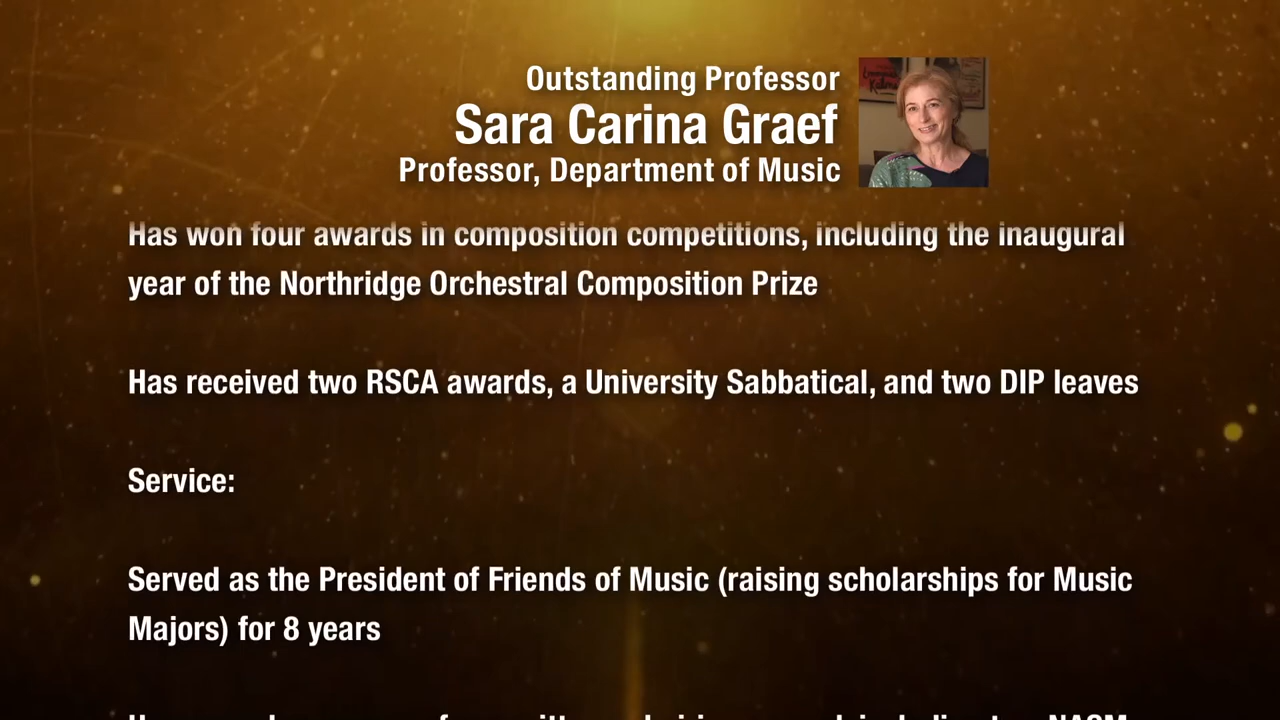 Outstanding Professor
Sara Carina Graef
Professor, Department of Music
Has won four awards in composition competitions, including the inaugural
year of the Northridge Orchestral Composition Prize
Has received two RSCA awards, a University Sabbatical, and two DIP leaves
Service:
Served as the President of Friends of Music (raising scholarships for Music
Majors) for 8 years